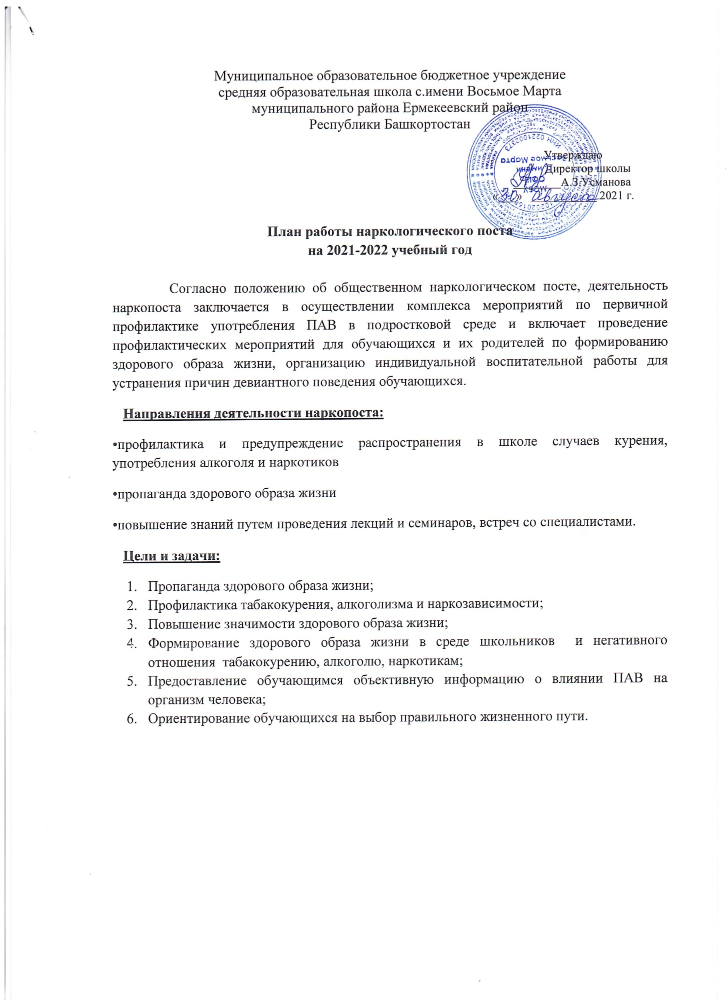 Муниципальное образовательное бюджетное учреждение
средняя образовательная школа с.имени Восьмое Марта
муниципального района Ермекеевский район
Республики Башкортостан
Утверждаю
Директор школы
А.З.Усманова
«30» августа 2021 г.
ИНН 0221002373
МОБУ
СОШ
с. имени
Восьмое Марта
План работы наркологического поста
на 2021-2022 учебный год
Согласно положению об общественном наркологическом посте, деятельность
наркопоста заключается в осуществлении комплекса мероприятий по первичной
профилактике употребления ПАВ в подростковой среде и включает проведение
профилактических мероприятий для обучающихся и их родителей по формированию
здорового образа жизни, организацию индивидуальной воспитательной работы для
устранения причин девиантного поведения обучающихся.
Направления деятельности наркопоста:
•профилактика и предупреждение распространения в школе случаев курения,
употребления алкоголя и наркотиков
•пропаганда здорового образа жизни
•повышение знаний путем проведения лекций и семинаров, встреч со специалистами.
Цели и задачи:
1. Пропаганда здорового образа жизни;
2. Профилактика табакокурения, алкоголизма и наркозависимости;
3. Повышение значимости здорового образа жизни;
4. Формирование здорового образа жизни в среде школьников и негативного
отношения табакокурению, алкоголю, наркотикам;
5. Предоставление обучающимся объективную информацию о влиянии ПАВ на
организм человека;
6. Ориентирование обучающихся на выбор правильного жизненного пути.